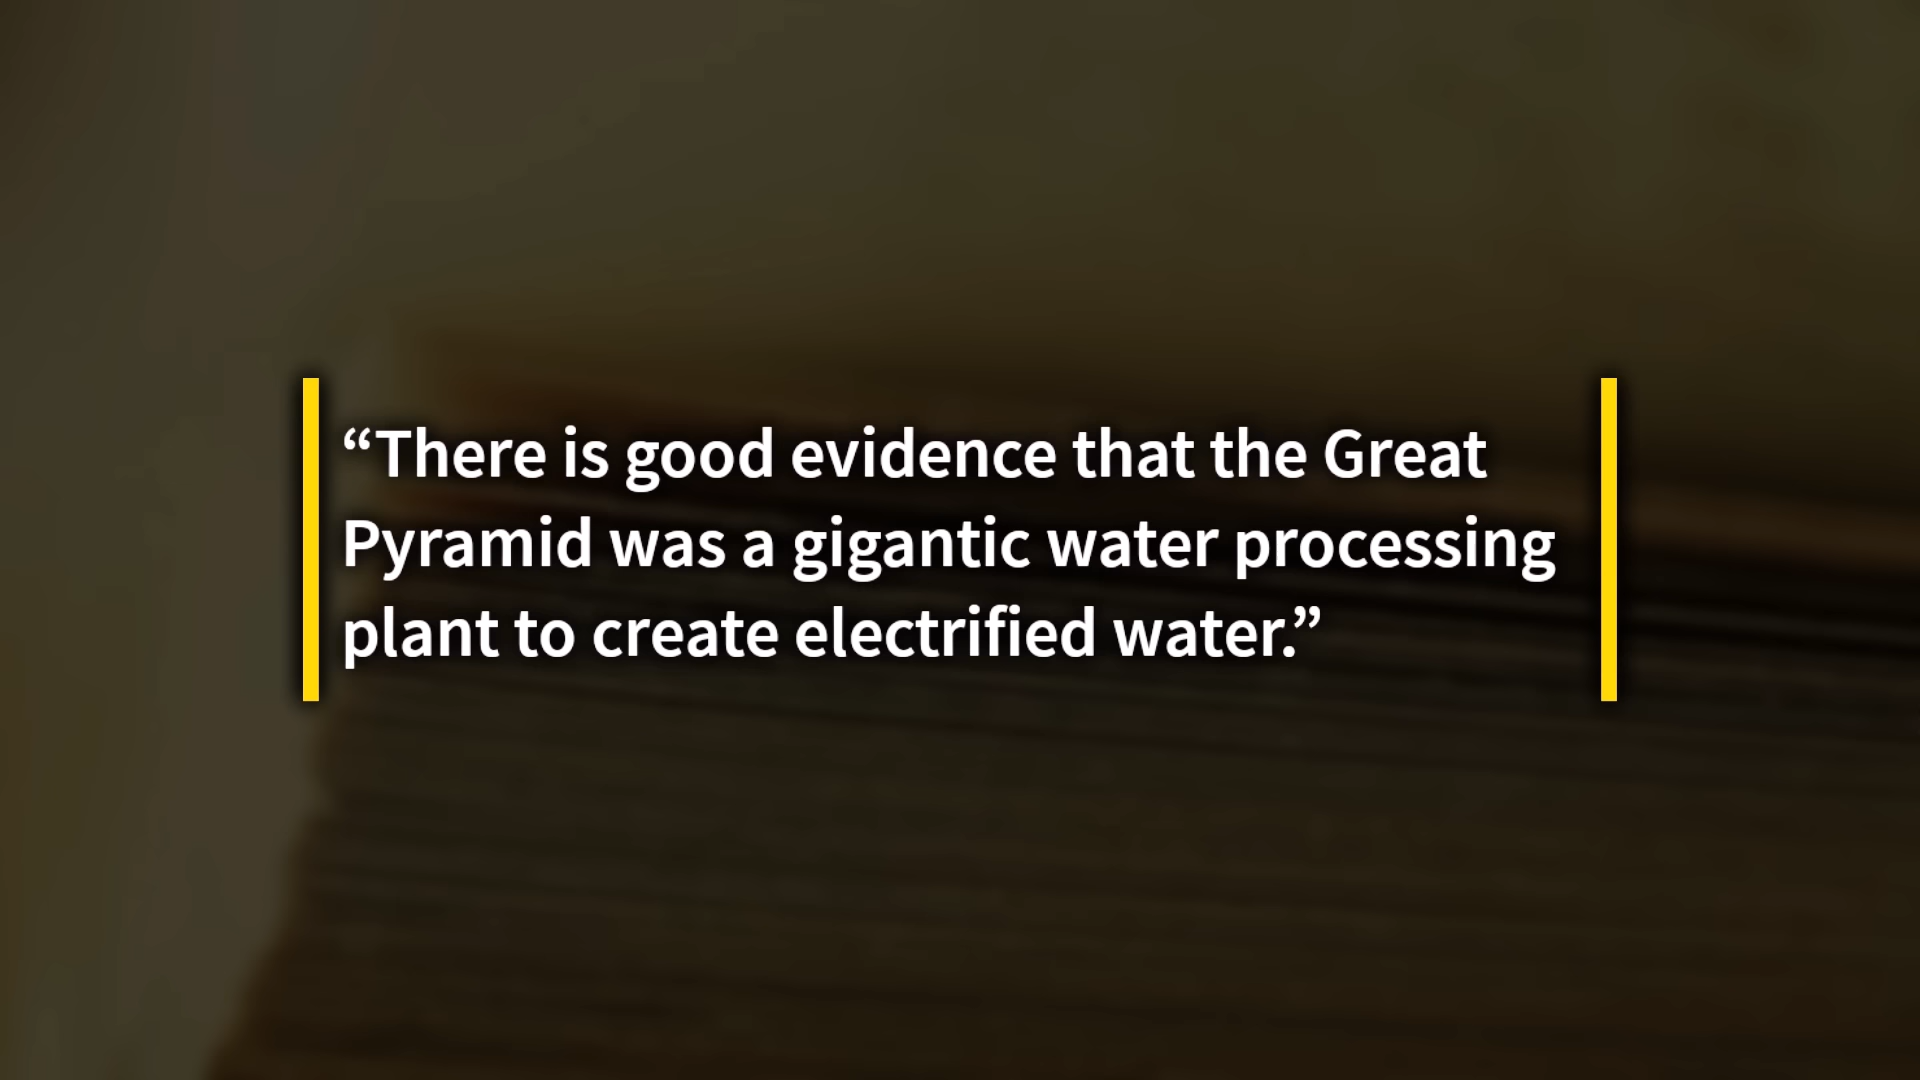 “There is good evidence that the Great
Pyramid was a gigantic water processing
plant to create electrified water.”